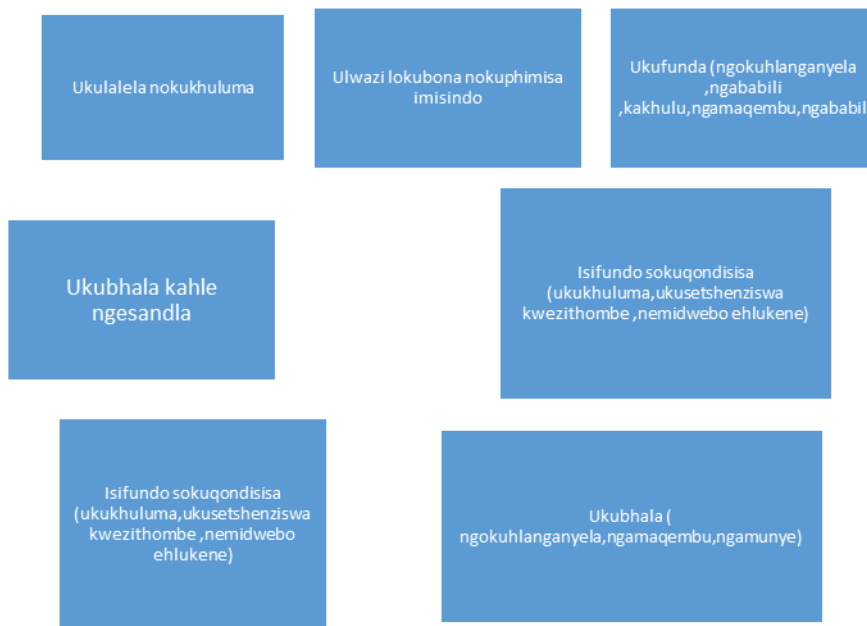 Ukulalela nokukhuluma
Ulwazi lokubona nokuphimisa
imisindo
Ukufunda (ngokuhlanganyela
,ngababili
,kakhulu,ngamaqembu,ngababil
Ukubhala kahle
ngesandla
Isifundo sokuqondisisa
(ukukhuluma,ukusetshenziswa
kwezithombe ,nemidwebo ehlukene)
Isifundo sokuqondisisa
(ukukhuluma,ukusetshenziswa
kwezithombe ,nemidwebo
ehlukene)
Ukubhala (
ngokuhlanganyela,ngamaqembu,ngamunye)